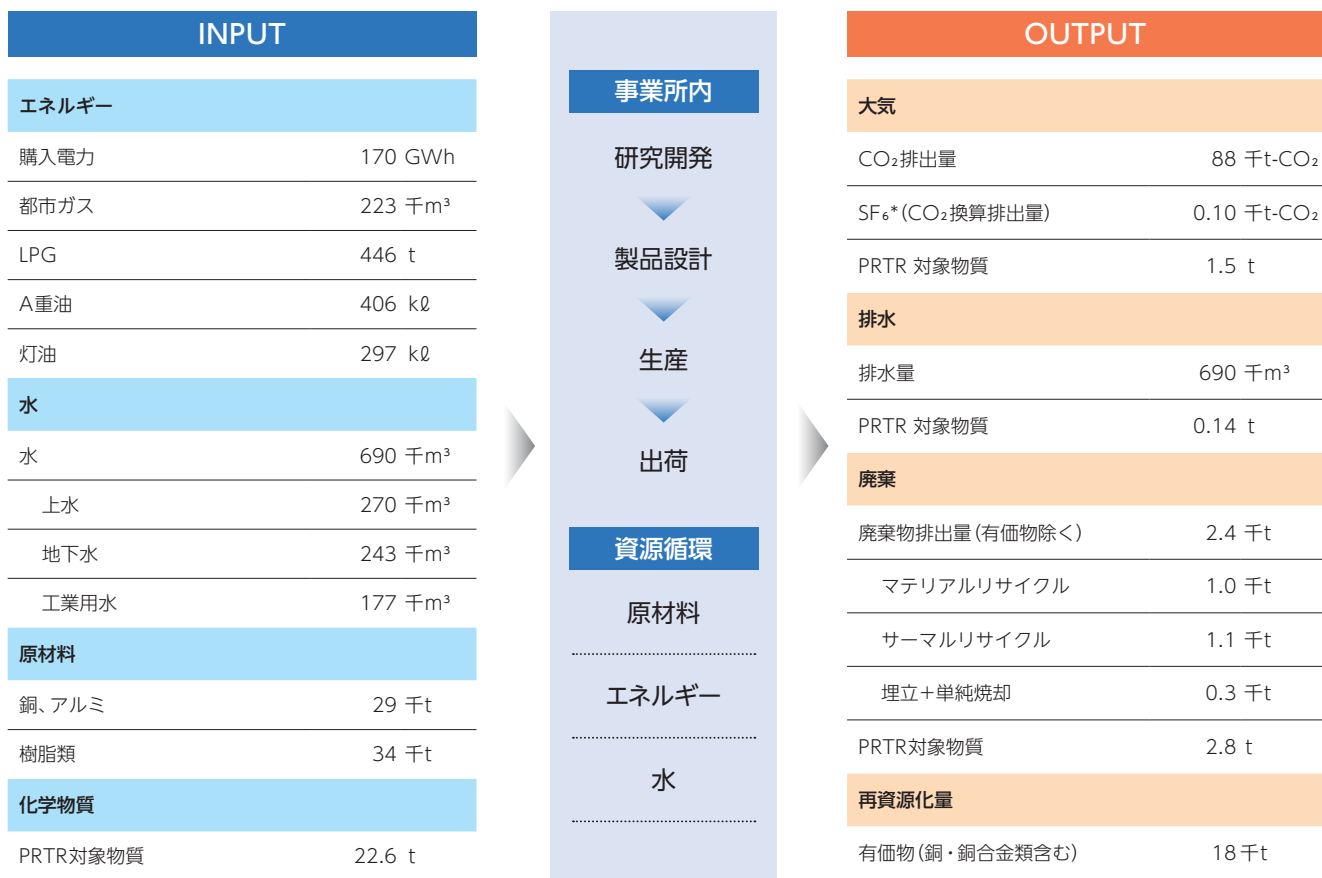 INPUT
エネルギー
購入電力 170 GWh
都市ガス 223 千m³
LPG 446 t
A重油 406 kℓ
灯油 297 kℓ
水
水 690 千m³
上水 270 千m³
地下水 243 千m³
工業用水 177 千m³
原材料
銅、アルミ 29 千t
樹脂類 34 千t
化学物質
PRTR対象物質 22.6 t
事業所内
研究開発
製品設計
生産
出荷
資源循環
原材料
エネルギー
水
OUTPUT
大気
CO₂排出量 88 千t-CO₂
SF₆*(CO₂換算排出量) 0.10 千t-CO₂
PRTR 対象物質 1.5 t
排水
排水量 690 千m³
PRTR 対象物質 0.14 t
廃棄
廃棄物排出量(有価物除く) 2.4 千t
マテリアルリサイクル 1.0 千t
サーマルリサイクル 1.1 千t
埋立+単純焼却 0.3 千t
PRTR対象物質 2.8 t
再資源化量
有価物(銅・銅合金類含む) 18千t